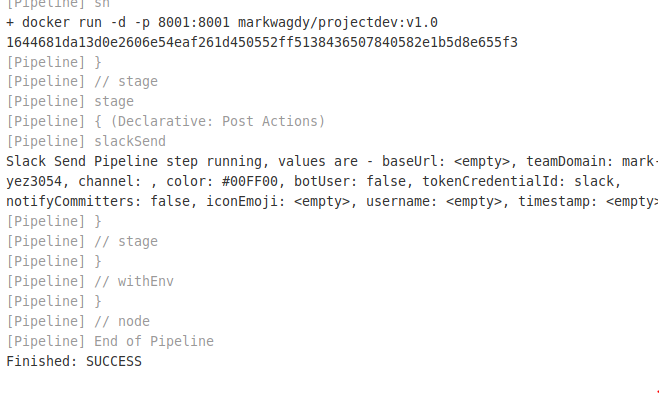 [Pipeline] sh
+ docker run -d -p 8001:8001 markwagdy/projectdev:v1.0
1644681da13d0e2606e54eaf261d450552ff5138436507840582e1b5d8e655f3
[Pipeline] }
[Pipeline] // stage
[Pipeline] stage
[Pipeline] { (Declarative: Post Actions)
[Pipeline] slackSend
Slack Send Pipeline step running, values are - baseUrl: <empty>, teamDomain: mark-
yez3054, channel: , color: #00FF00, botUser: false, tokenCredentialId: slack,
notifyCommitters: false, iconEmoji: <empty>, username: <empty>, timestamp: <empty>
[Pipeline] }
[Pipeline] // stage
[Pipeline] }
[Pipeline] // withEnv
[Pipeline] }
[Pipeline] // node
[Pipeline] End of Pipeline
Finished: SUCCESS